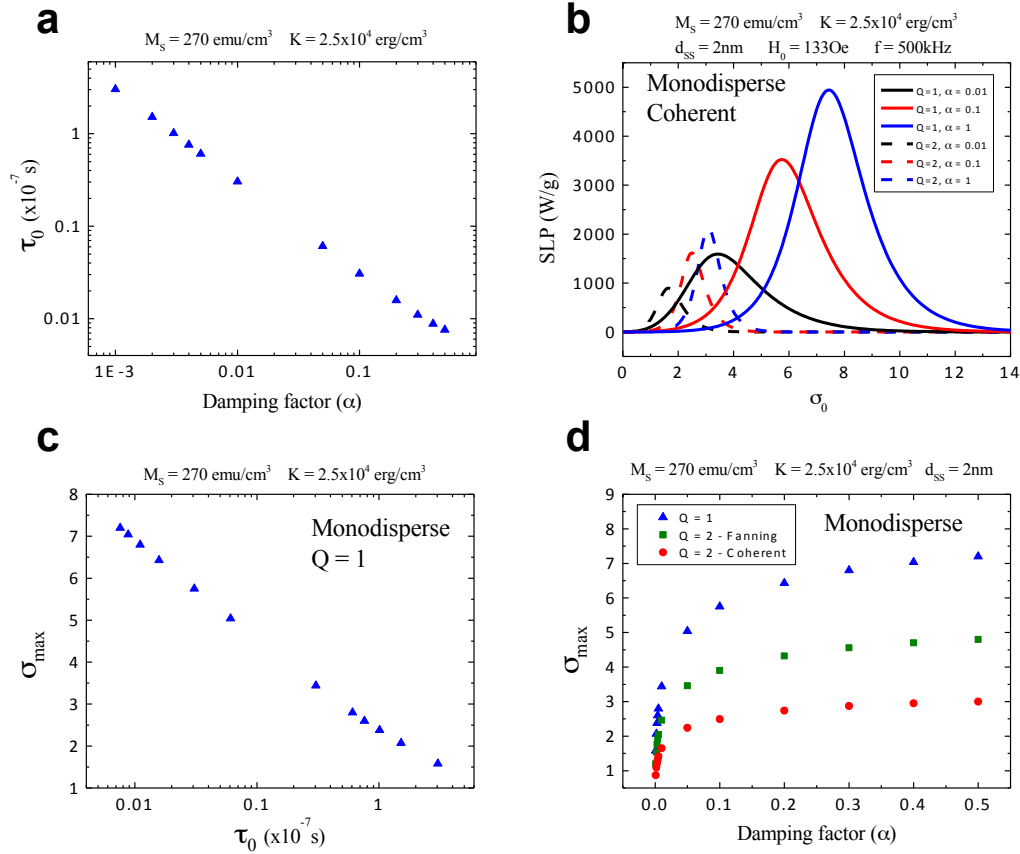 a
M_S = 270 emu/cm³ K = 2.5x10⁴ erg/cm³
τ₀ (x10⁻⁷ s)
1
0.1
0.01
1E-3 0.01 0.1
Damping factor (α)
b
M_S = 270 emu/cm³ K = 2.5x10⁴ erg/cm³
d_SS = 2nm H₀ = 133Oe f = 500kHz
Monodisperse
Coherent
Q=1, α = 0.01
Q=1, α = 0.1
Q=1, α = 1
Q=2, α = 0.01
Q=2, α = 0.1
Q=2, α = 1
SLP (W/g)
5000
4000
3000
2000
1000
0
0 2 4 6 8 10 12 14
σ₀
c
M_S = 270 emu/cm³ K = 2.5x10⁴ erg/cm³
Monodisperse
Q = 1
σ_max
8
7
6
5
4
3
2
1
0.01 0.1 1
τ₀ (x10⁻⁷ s)
d
M_S = 270 emu/cm³ K = 2.5x10⁴ erg/cm³ d_SS = 2nm
Q = 1
Q = 2 - Fanning
Q = 2 - Coherent
Monodisperse
σ_max
9
8
7
6
5
4
3
2
1
0.0 0.1 0.2 0.3 0.4 0.5
Damping factor (α)